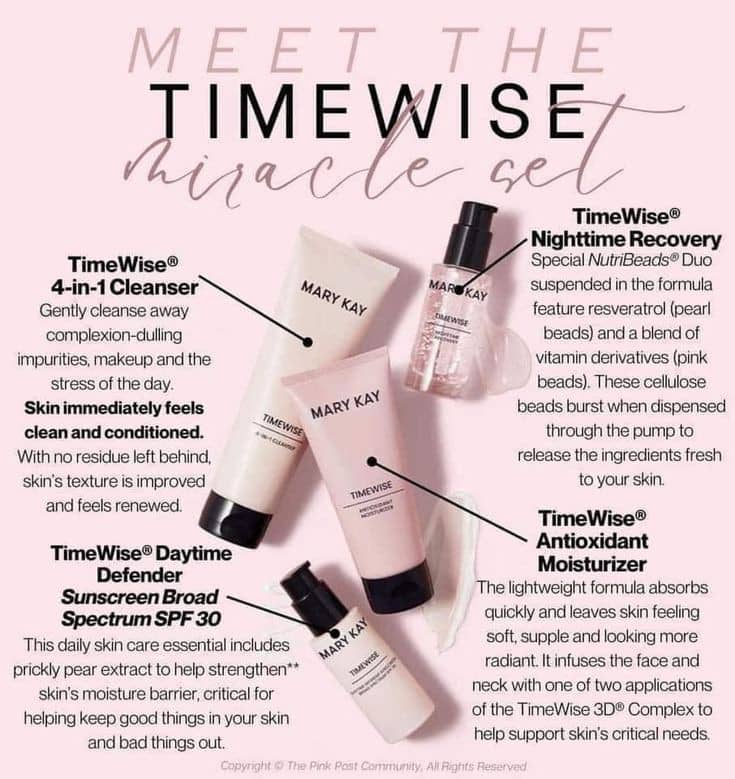 MEET THE
TIMEWISE
miracle set
TimeWise®
4-in-1 Cleanser
Gently cleanse away
complexion-dulling
impurities, makeup and the
stress of the day.
Skin immediately feels
clean and conditioned.
With no residue left behind,
skin's texture is improved
and feels renewed.
TimeWise®
Nighttime Recovery
Special NutriBeads® Duo
suspended in the formula
feature resveratrol (pearl
beads) and a blend of
vitamin derivatives (pink
beads). These cellulose
beads burst when dispensed
through the pump to
release the ingredients fresh
to your skin.
MARY KAY
TIMEWISE
4-IN-1 CLEANSER
MARY KAY
TIMEWISE
NIGHTTIME
RECOVERY
MARY KAY
TIMEWISE
ANTIOXIDANT
MOISTURIZER
TimeWise® Daytime
Defender
Sunscreen Broad
Spectrum SPF 30
This daily skin care essential includes
prickly pear extract to help strengthen**
skin's moisture barrier, critical for
helping keep good things in your skin
and bad things out.
MARY KAY
TIMEWISE
TimeWise®
Antioxidant
Moisturizer
The lightweight formula absorbs
quickly and leaves skin feeling
soft, supple and looking more
radiant. It infuses the face and
neck with one of two applications
of the TimeWise 3D® Complex to
help support skin's critical needs.
Copyright © The Pink Post Community, All Rights Reserved